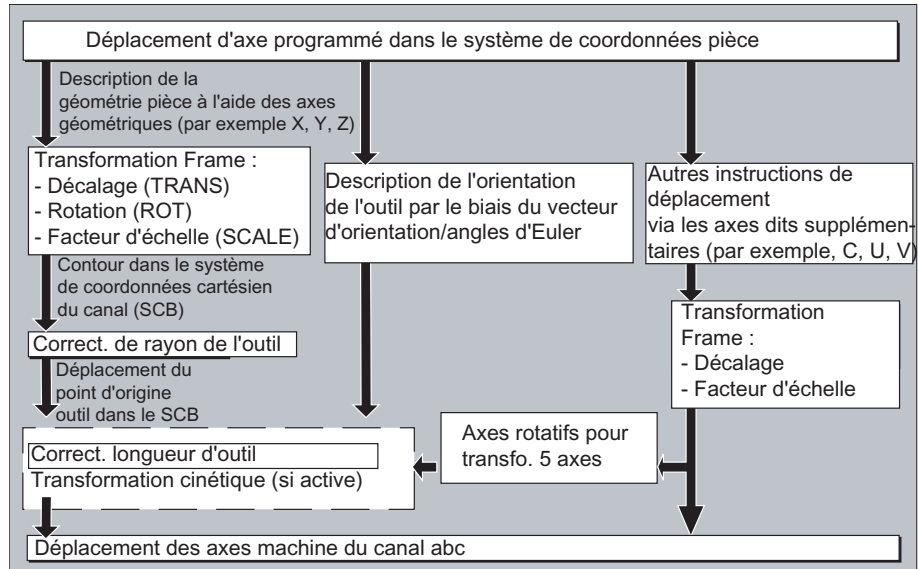 Déplacement d'axe programmé dans le système de coordonnées pièce
Description de la
géométrie pièce à l'aide des axes
géométriques (par exemple X, Y, Z)
Transformation Frame :
- Décalage (TRANS)
- Rotation (ROT)
- Facteur d'échelle (SCALE)
Description de l'orientation
de l'outil par le biais du vecteur
d'orientation/angles d'Euler
Autres instructions de
déplacement
via les axes dits supplémen-
taires (par exemple, C, U, V)
Contour dans le système
de coordonnées cartésien
du canal (SCB)
Transformation
Frame :
- Décalage
- Facteur d'échelle
Correct. de rayon de l'outil
Déplacement du
point d'origine
outil dans le SCB
Axes rotatifs pour
transfo. 5 axes
Correct. longueur d'outil
Transformation cinétique (si active)
Déplacement des axes machine du canal abc